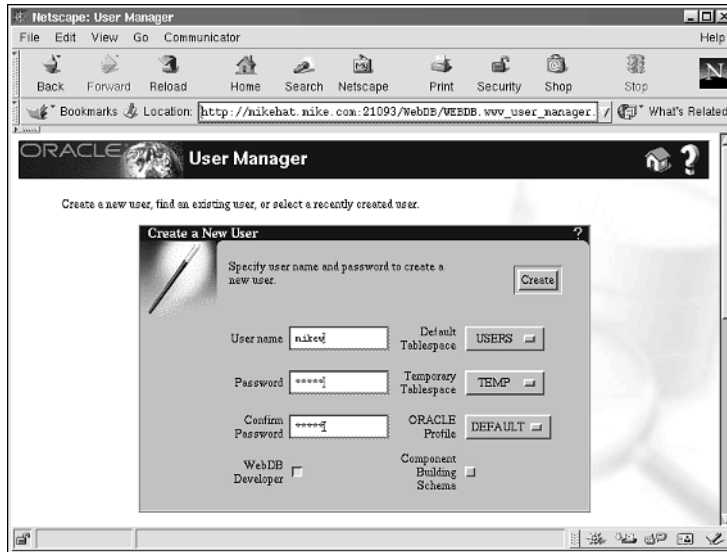 Netscape: User Manager
File Edit View Go Communicator Help
Back Forward Reload Home Search Netscape Print Security Shop Stop N
Bookmarks Location: http://mikehat.mike.com:21093/WebDB/WEBDB.wwv_user_manager. What's Related
ORACLE User Manager ?
Create a new user, find an existing user, or select a recently created user.
Create a New User ?
Specify user name and password to create a
new user.
Create
User name mikew
Default
Tablespace
USERS
Password *****
Temporary
Tablespace
TEMP
Confirm
Password
*****
ORACLE
Profile
DEFAULT
WebDB
Developer
Component
Building
Schema